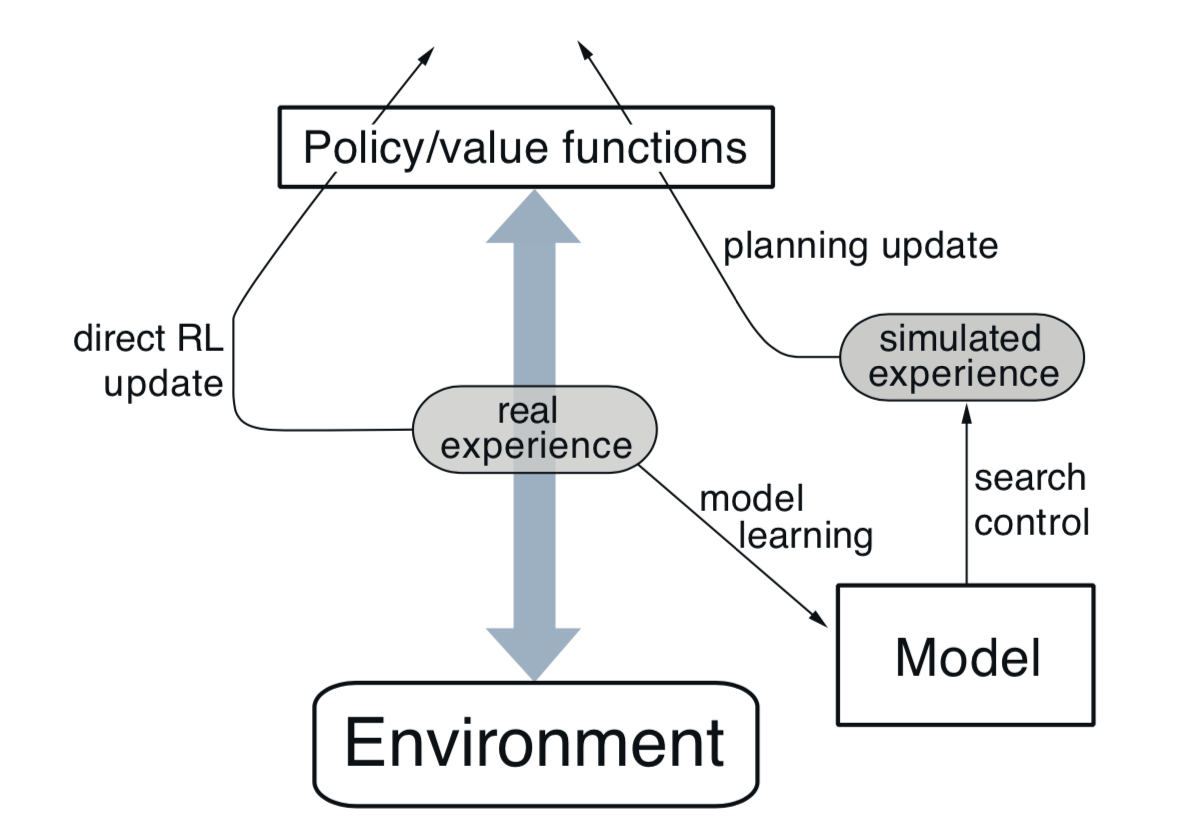 Policy/value functions
planning update
direct RL
update
simulated
experience
real
experience
model
learning
search
control
Model
Environment